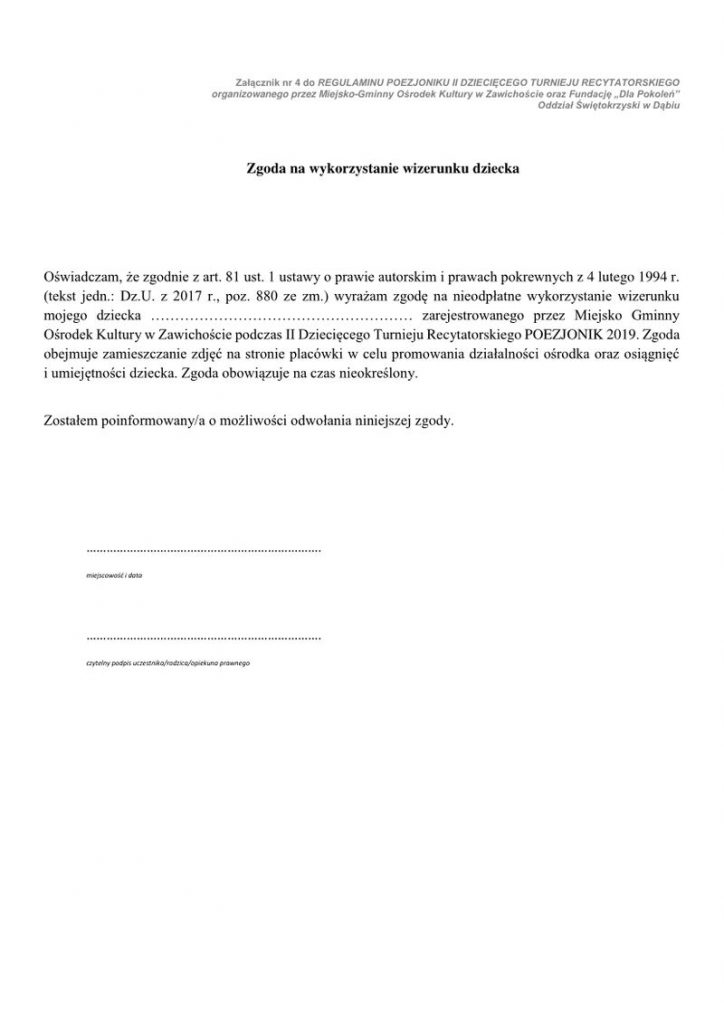 Załącznik nr 4 do REGULAMINU POEZJONIKU II DZIECIĘCEGO TURNIEJU RECYTATORSKIEGO
organizowanego przez Miejsko-Gminny Ośrodek Kultury w Zawichoście oraz Fundację „Dla Pokoleń”
Oddział Świętokrzyski w Dąbiu
Zgoda na wykorzystanie wizerunku dziecka
Oświadczam, że zgodnie z art. 81 ust. 1 ustawy o prawie autorskim i prawach pokrewnych z 4 lutego 1994 r.
(tekst jedn.: Dz.U. z 2017 r., poz. 880 ze zm.) wyrażam zgodę na nieodpłatne wykorzystanie wizerunku
mojego dziecka ……………………………………………… zarejestrowanego przez Miejsko Gminny
Ośrodek Kultury w Zawichoście podczas II Dziecięcego Turnieju Recytatorskiego POEZJONIK 2019. Zgoda
obejmuje zamieszczanie zdjęć na stronie placówki w celu promowania działalności ośrodka oraz osiągnięć
i umiejętności dziecka. Zgoda obowiązuje na czas nieokreślony.
Zostałem poinformowany/a o możliwości odwołania niniejszej zgody.
……………………………………………………………
miejscowość i data
……………………………………………………………
czytelny podpis uczestnika/rodzica/opiekuna prawnego